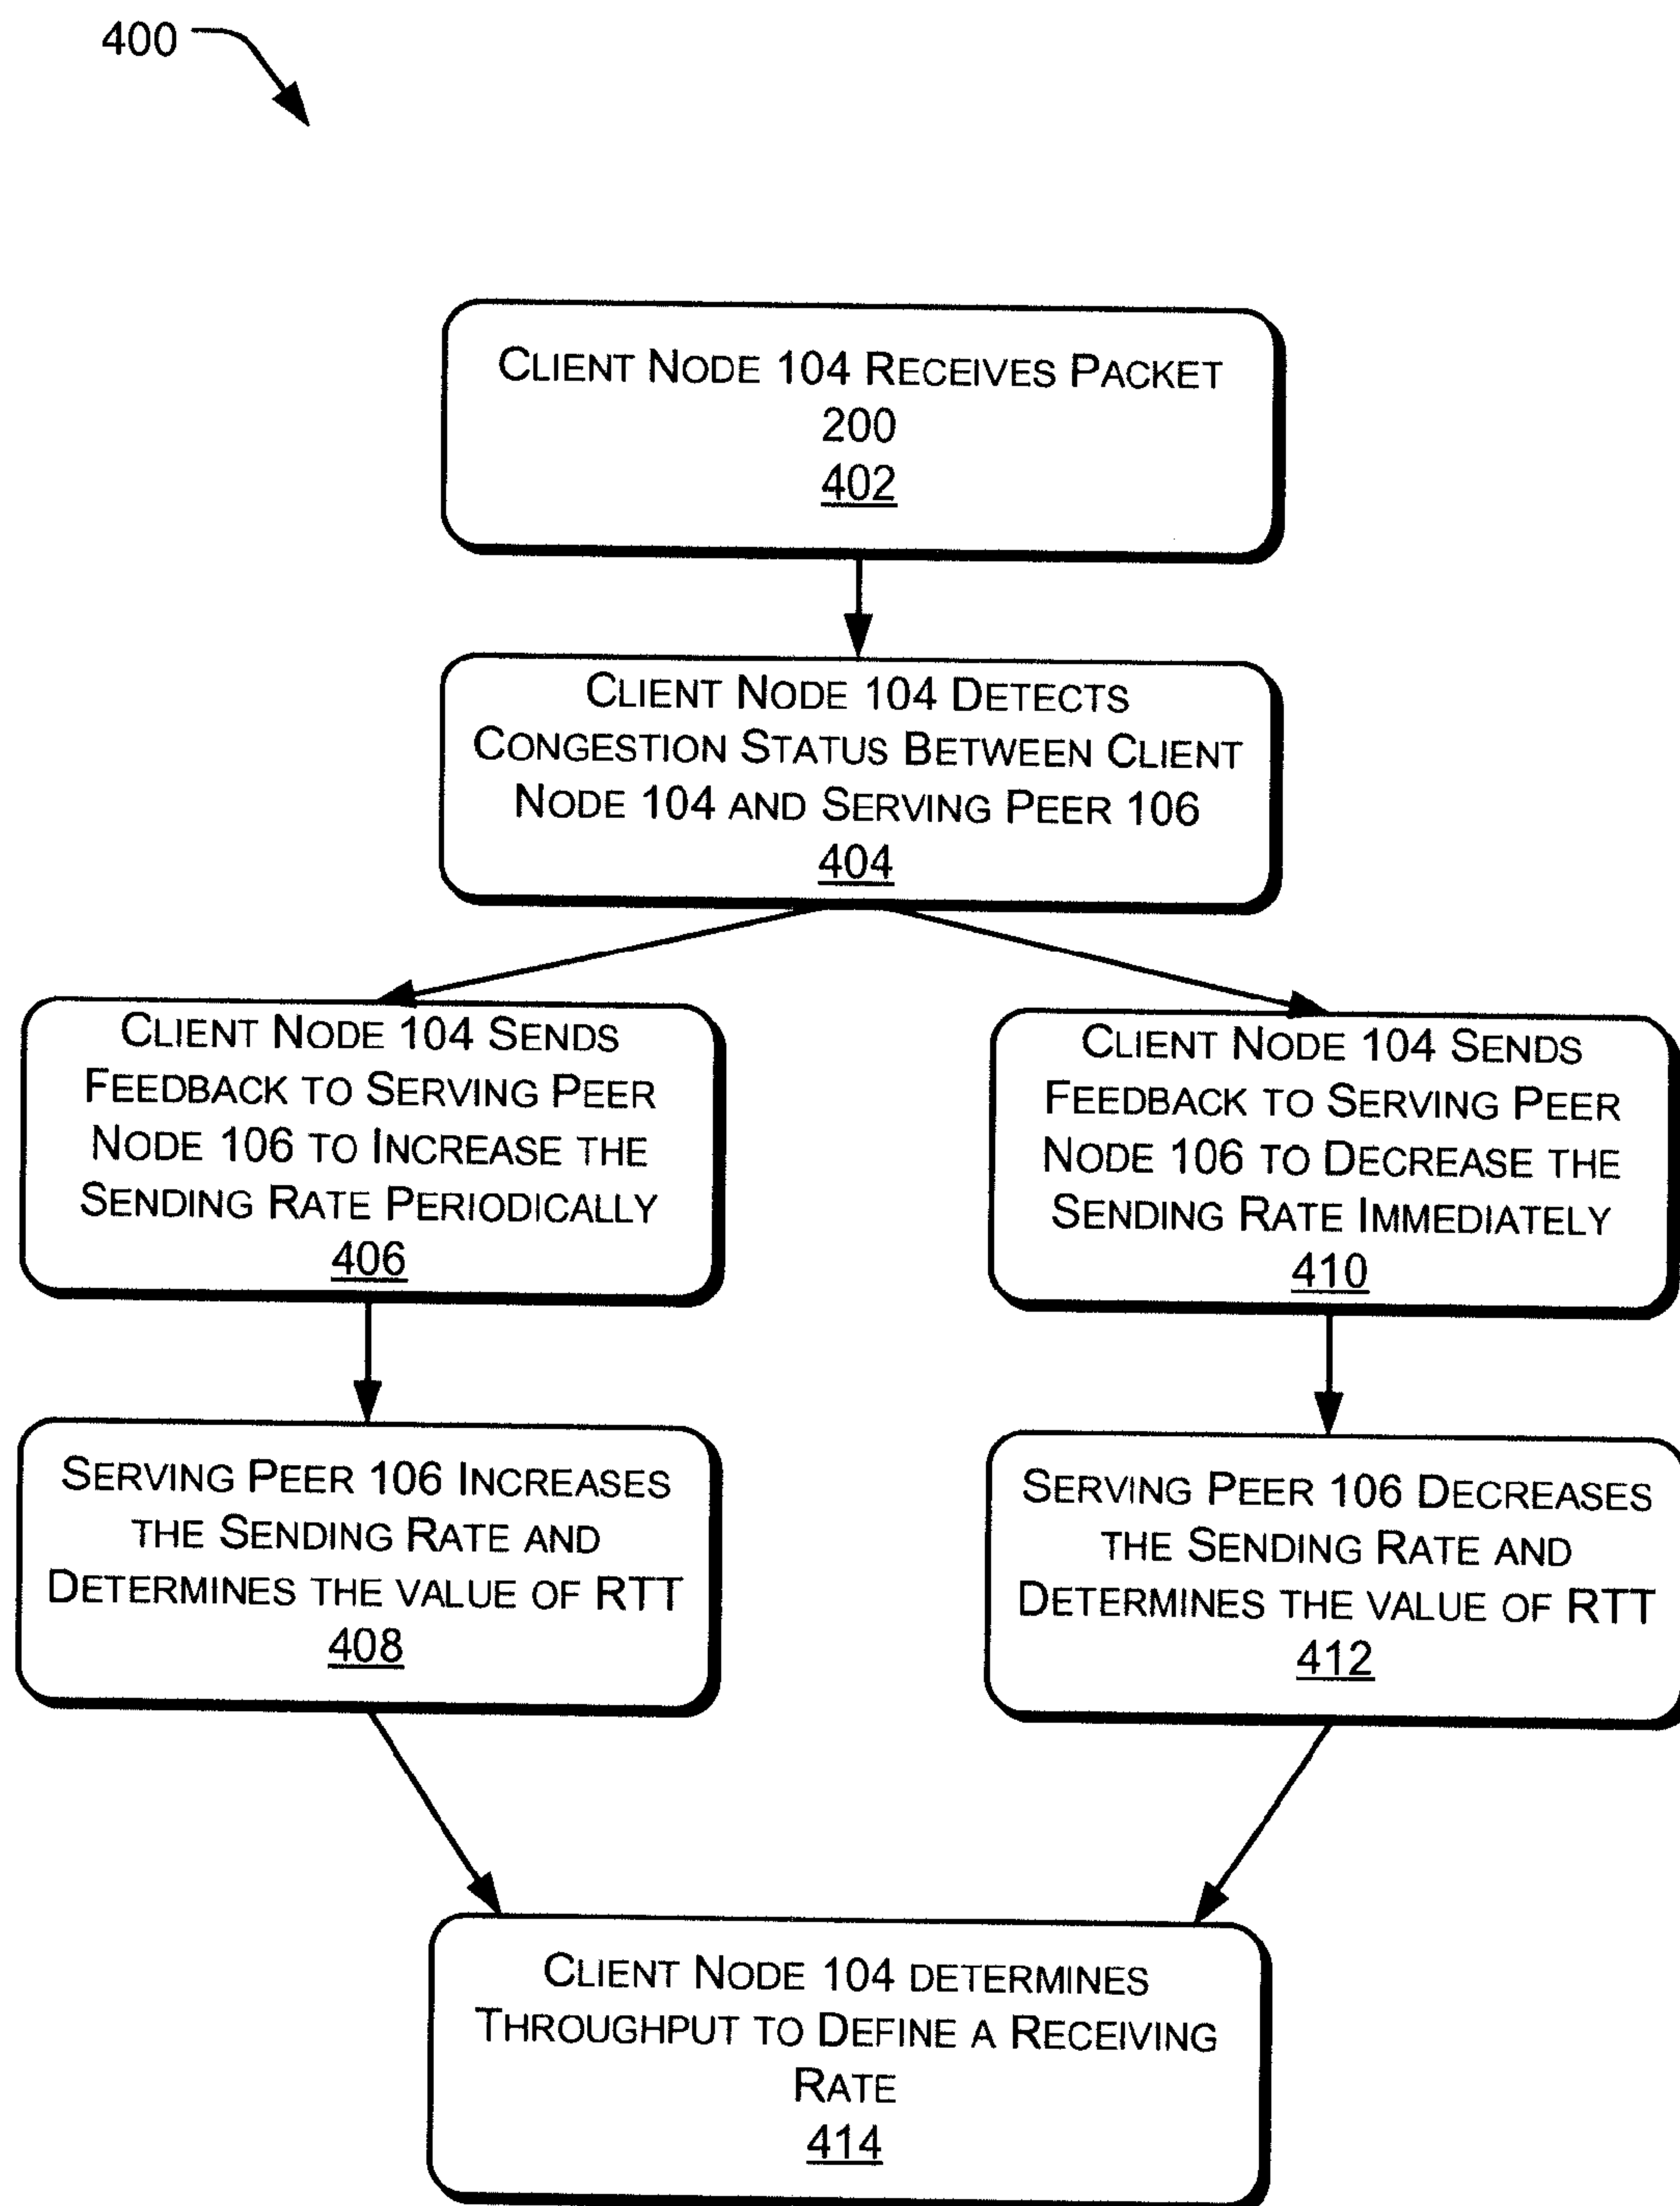 400
CLIENT NODE 104 RECEIVES PACKET
200
402
CLIENT NODE 104 DETECTS
CONGESTION STATUS BETWEEN CLIENT
NODE 104 AND SERVING PEER 106
404
CLIENT NODE 104 SENDS
FEEDBACK TO SERVING PEER
NODE 106 TO INCREASE THE
SENDING RATE PERIODICALLY
406
CLIENT NODE 104 SENDS
FEEDBACK TO SERVING PEER
NODE 106 TO DECREASE THE
SENDING RATE IMMEDIATELY
410
SERVING PEER 106 INCREASES
THE SENDING RATE AND
DETERMINES THE VALUE OF RTT
408
SERVING PEER 106 DECREASES
THE SENDING RATE AND
DETERMINES THE VALUE OF RTT
412
CLIENT NODE 104 DETERMINES
THROUGHPUT TO DEFINE A RECEIVING
RATE
414